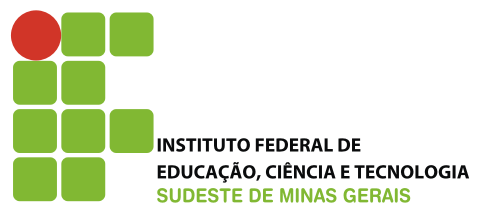 INSTITUTO FEDERAL DE
EDUCAÇÃO, CIÊNCIA E TECNOLOGIA
SUDESTE DE MINAS GERAIS